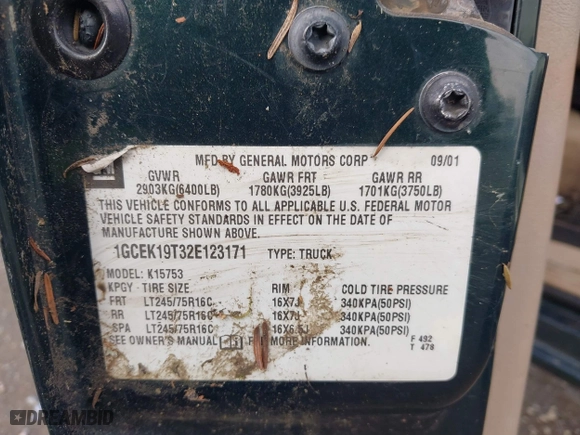 MFD BY GENERAL MOTORS CORP 09/01
GVWR GAWR FRT GAWR RR
2903KG(6400LB) 1780KG(3925LB) 1701KG(3750LB)
THIS VEHICLE CONFORMS TO ALL APPLICABLE U.S. FEDERAL MOTOR
VEHICLE SAFETY STANDARDS IN EFFECT ON THE DATE OF
MANUFACTURE SHOWN ABOVE.
1GCEK19T32E123171 TYPE: TRUCK
MODEL: K15753
KPGY - TIRE SIZE: RIM COLD TIRE PRESSURE
FRT LT245/75R16C 16X7J 340KPA(50PSI)
RR LT245/75R16C 16X7J 340KPA(50PSI)
SPA LT245/75R16C 16X6.5J 340KPA(50PSI)
SEE OWNER'S MANUAL FOR MORE INFORMATION.
F 492
T 478
DREAMBID